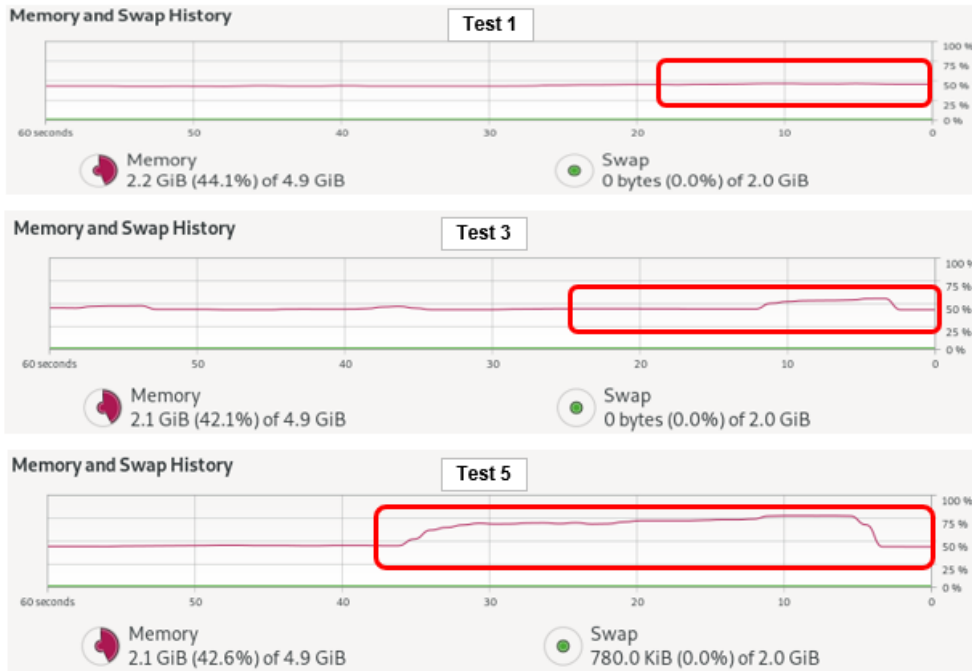 Memory and Swap History
Test 1
100 %
75 %
50 %
25 %
0 %
60 seconds 50 40 30 20 10 0
Memory
2.2 GiB (44.1%) of 4.9 GiB
Swap
0 bytes (0.0%) of 2.0 GiB
Memory and Swap History
Test 3
100 %
75 %
50 %
25 %
0 %
60 seconds 50 40 30 20 10 0
Memory
2.1 GiB (42.1%) of 4.9 GiB
Swap
0 bytes (0.0%) of 2.0 GiB
Memory and Swap History
Test 5
100 %
75 %
50 %
25 %
0 %
60 seconds 50 40 30 20 10 0
Memory
2.1 GiB (42.6%) of 4.9 GiB
Swap
780.0 KiB (0.0%) of 2.0 GiB